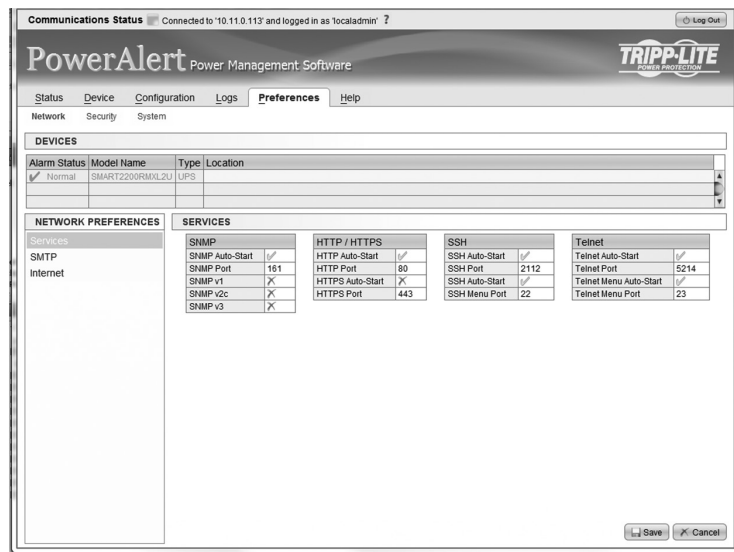 Communications Status Connected to '10.11.0.113' and logged in as 'localadmin' ? Log Out
PowerAlert Power Management Software
TRIPP·LITE
POWER PROTECTION
Status Device Configuration Logs Preferences Help
Network Security System
DEVICES
Alarm Status Model Name Type Location
Normal SMART2200RMXL2U UPS
NETWORK PREFERENCES
Services
SMTP
Internet
SERVICES
SNMP
SNMP Auto-Start
SNMP Port 161
SNMP v1
SNMP v2c
SNMP v3
HTTP / HTTPS
HTTP Auto-Start
HTTP Port 80
HTTPS Auto-Start
HTTPS Port 443
SSH
SSH Auto-Start
SSH Port 2112
SSH Auto-Start
SSH Menu Port 22
Telnet
Telnet Auto-Start
Telnet Port 5214
Telnet Menu Auto-Start
Telnet Menu Port 23
Save Cancel